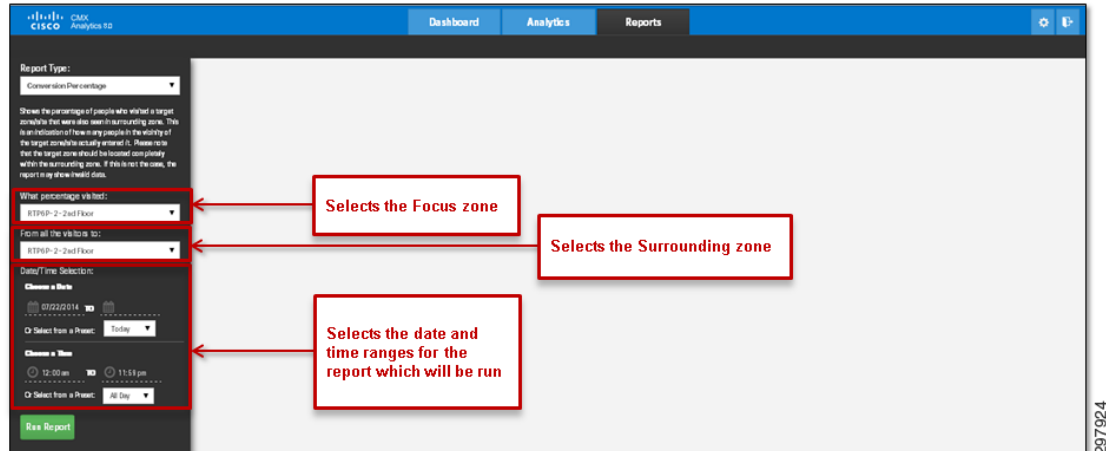 CISCO
CMX
Analytics 8.0
Dashboard
Analytics
Reports
Report Type:
Conversion Percentage
Shows the percentage of people who visited a target
zone/site that were also seen in surrounding zone. This
is an indication of how many people in the vicinity of
the target zone/site actually entered it. Please note
that the target zone should be located completely
within the surrounding zone. If this is not the case, the
report may show invalid data.
What percentage visited:
RTP6P-2-2nd Floor
From all the visitors to:
RTP6P-2-2nd Floor
Date/Time Selection:
Choose a Date
07/22/2014 TO
Or Select from a Preset: Today
Choose a Time
12:00 am TO 11:59 pm
Or Select from a Preset: All Day
Run Report
Selects the Focus zone
Selects the Surrounding zone
Selects the date and
time ranges for the
report which will be run
297924